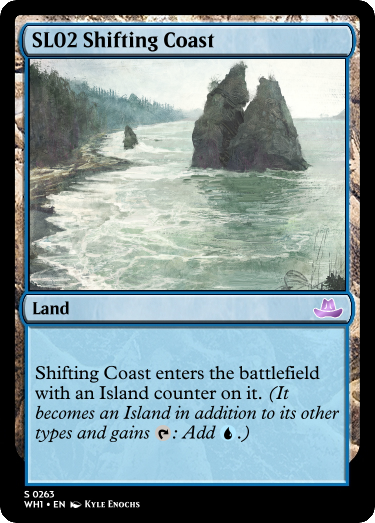 SL02 Shifting Coast
Land
Shifting Coast enters the battlefield
with an Island counter on it. (It
becomes an Island in addition to its other
types and gains : Add .)
S 0263
WH1 • EN Kyle Enochs